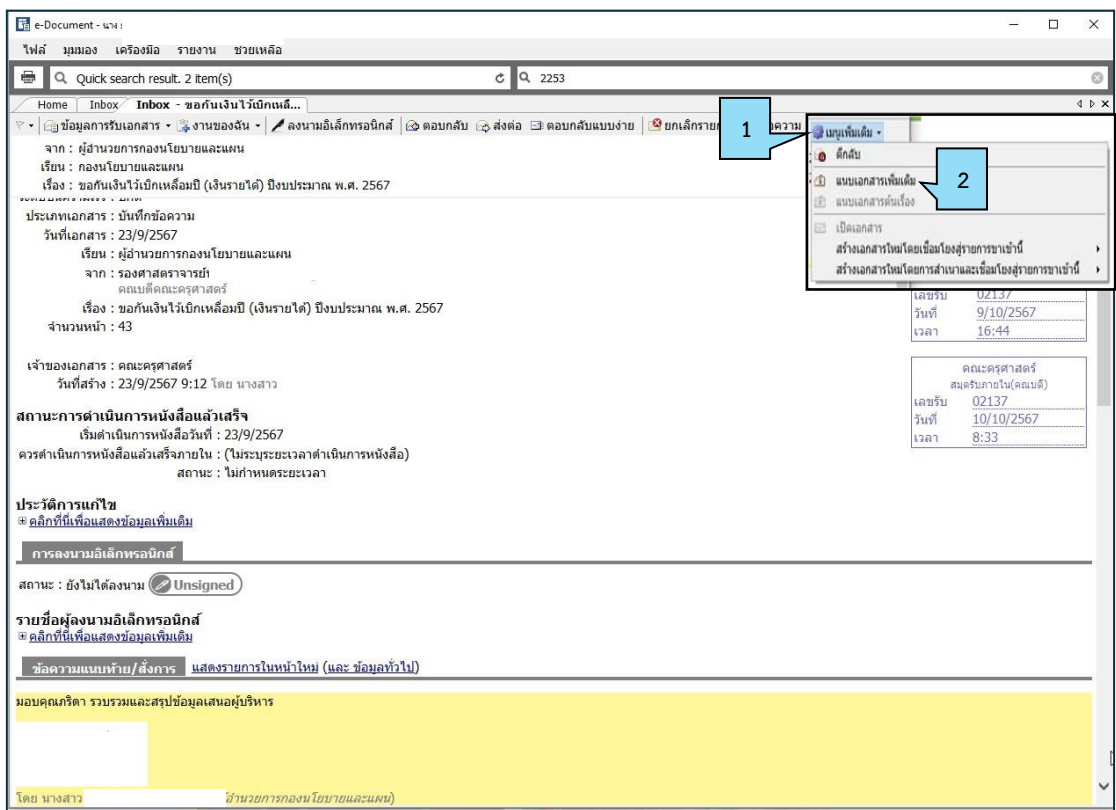 e-Document - นาง
ไฟล์ มุมมอง เครื่องมือ รายงาน ช่วยเหลือ
Quick search result. 2 item(s) 2253
Home Inbox Inbox - ขอกันเงินไว้เบิกเหลื...
ข้อมูลการรับเอกสาร งานของฉัน ลงนามอิเล็กทรอนิกส์ ตอบกลับ ส่งต่อ ตอบกลับแบบง่าย ยกเลิกราย ความ 1 เมนูเพิ่มเติม
จาก : ผู้อำนวยการกองนโยบายและแผน
เรียน : กองนโยบายและแผน
เรื่อง : ขอกันเงินไว้เบิกเหลื่อมปี (เงินรายได้) ปีงบประมาณ พ.ศ. 2567
ดึกลับ
แนบเอกสารเพิ่มเติม 2
แนบเอกสารต้นเรื่อง
เปิดเอกสาร
สร้างเอกสารใหม่โดยเชื่อมโยงสู่รายการขาเข้านี้
สร้างเอกสารใหม่โดยการสำเนาและเชื่อมโยงสู่รายการขาเข้านี้
ประเภทเอกสาร : บันทึกข้อความ
วันที่เอกสาร : 23/9/2567
เรียน : ผู้อำนวยการกองนโยบายและแผน
จาก : รองศาสตราจารย์
คณบดีคณะครุศาสตร์
เรื่อง : ขอกันเงินไว้เบิกเหลื่อมปี (เงินรายได้) ปีงบประมาณ พ.ศ. 2567
จำนวนหน้า : 43
เลขรับ 02137
วันที่ 9/10/2567
เวลา 16:44
เจ้าของเอกสาร : คณะครุศาสตร์
วันที่สร้าง : 23/9/2567 9:12 โดย นางสาว
คณะครุศาสตร์
สมุดรับภายใน(คณบดี)
เลขรับ 02137
วันที่ 10/10/2567
เวลา 8:33
สถานะการดำเนินการหนังสือแล้วเสร็จ
เริ่มดำเนินการหนังสือวันที่ : 23/9/2567
ควรดำเนินการหนังสือแล้วเสร็จภายใน : (ไม่ระบุระยะเวลาดำเนินการหนังสือ)
สถานะ : ไม่กำหนดระยะเวลา
ประวัติการแก้ไข
คลิกที่นี่เพื่อแสดงข้อมูลเพิ่มเติม
การลงนามอิเล็กทรอนิกส์
สถานะ : ยังไม่ได้ลงนาม Unsigned
รายชื่อผู้ลงนามอิเล็กทรอนิกส์
คลิกที่นี่เพื่อแสดงข้อมูลเพิ่มเติม
ข้อความแนบท้าย/สั่งการ แสดงรายการในหน้าใหม่ (และ ข้อมูลทั่วไป)
มอบคุณภริตา รวบรวมและสรุปข้อมูลเสนอผู้บริหาร
โดย นางสาว อำนวยการกองนโยบายและแผน)